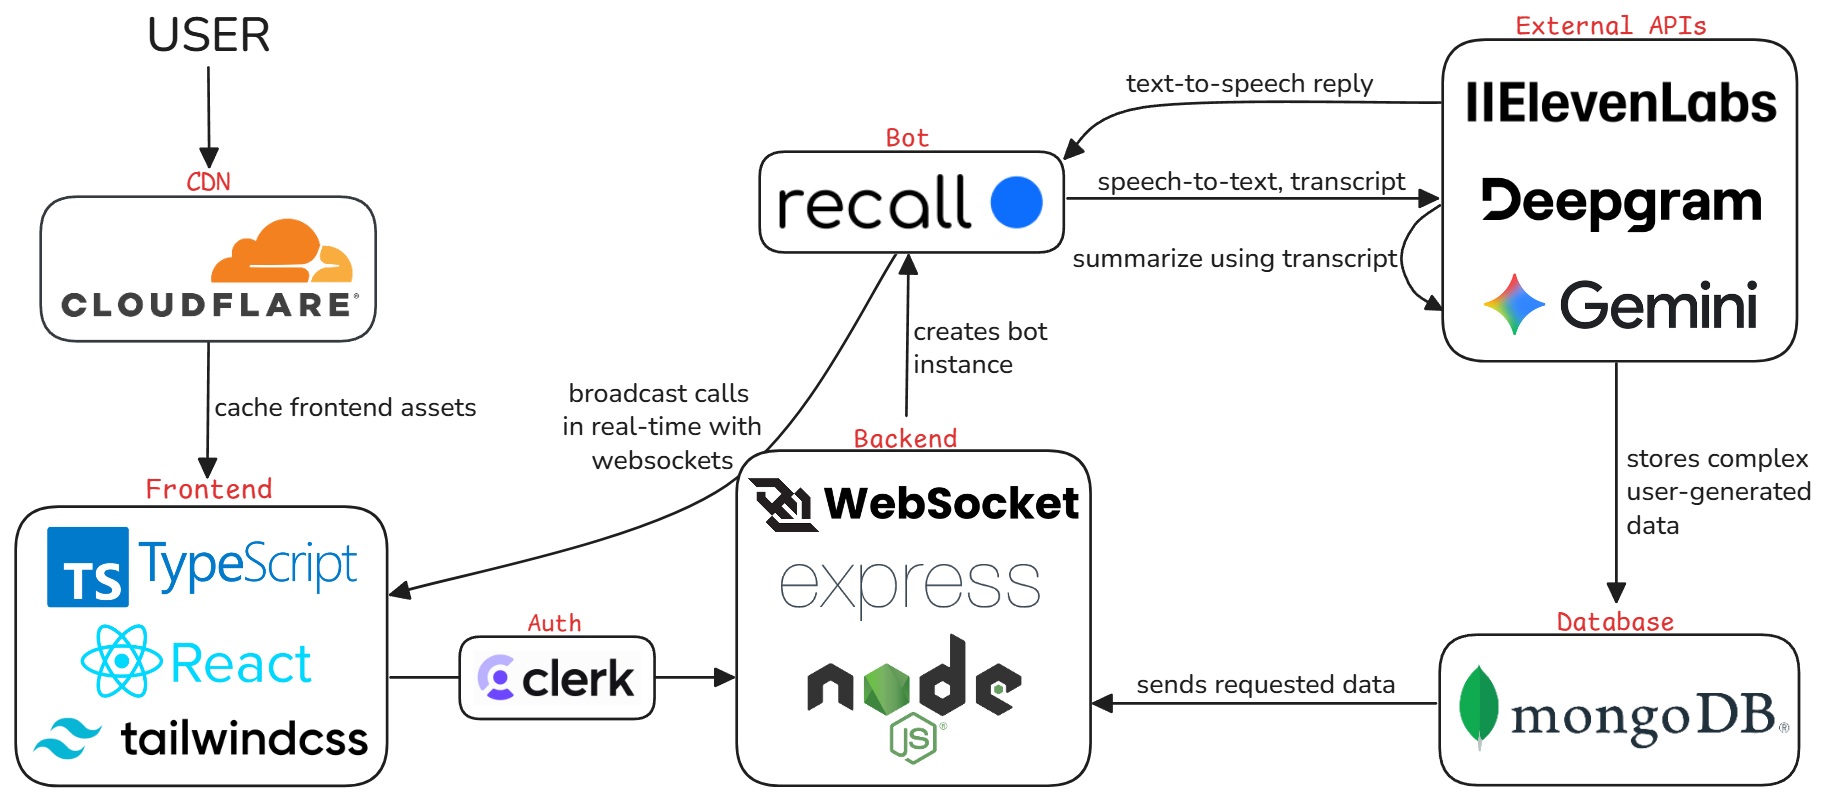 USER
CDN
CLOUDFLARE®
cache frontend assets
Frontend
TS TypeScript
React
tailwindcss
Auth
clerk
broadcast calls
in real-time with
websockets
Bot
recall
creates bot
instance
Backend
WebSocket
express
node
JS®
text-to-speech reply
speech-to-text, transcript
summarize using transcript
External APIs
IIElevenLabs
Deepgram
Gemini
stores complex
user-generated
data
Database
mongoDB®
sends requested data